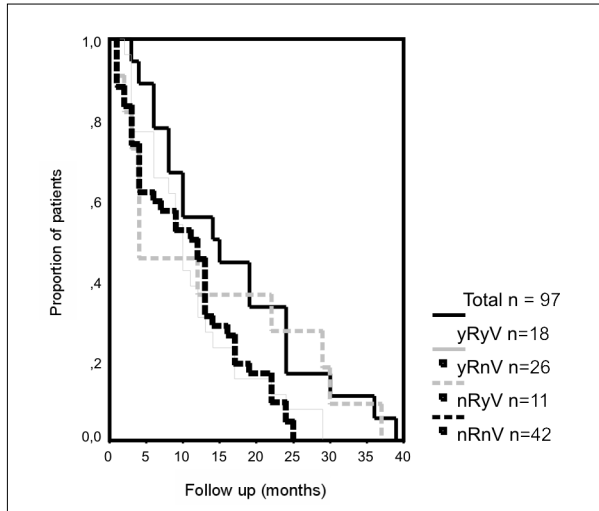 1,0
,8
,6
,4
,2
0,0
Proportion of patients
0 5 10 15 20 25 30 35 40
Follow up (months)
Total n = 97
yRyV n=18
yRnV n=26
nRyV n=11
nRnV n=42